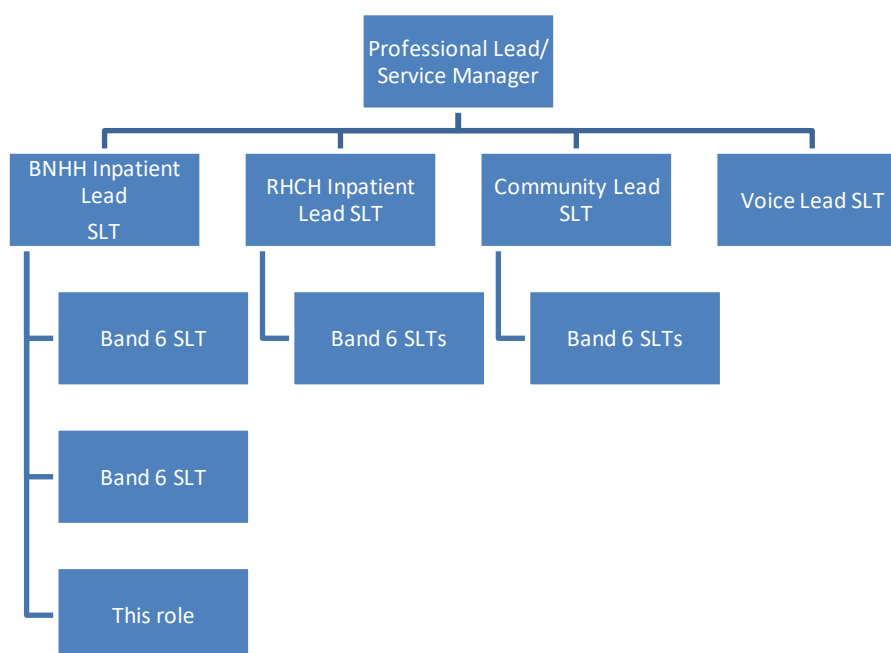 Professional Lead/
Service Manager
BNHH Inpatient
Lead
SLT
RHCH Inpatient
Lead SLT
Community Lead
SLT
Voice Lead SLT
Band 6 SLT
Band 6 SLTs
Band 6 SLTs
Band 6 SLT
This role